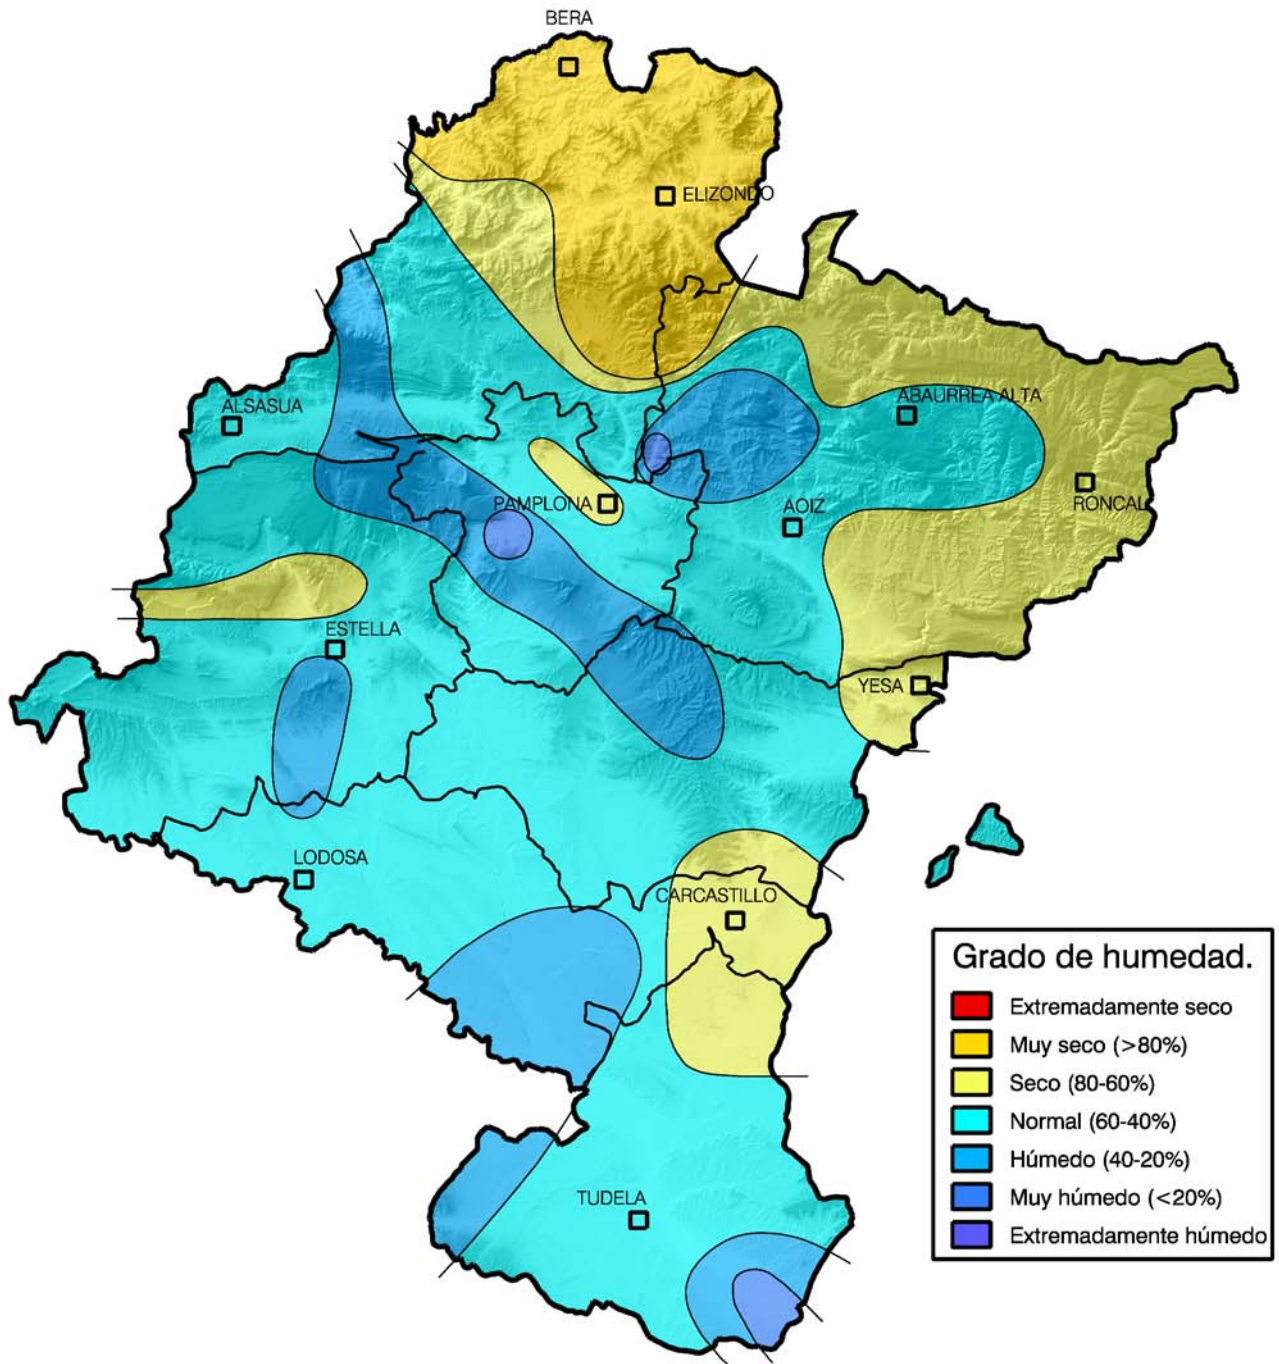 BERA
ELIZONDO
ALSASUA
ABAURREA ALTA
PAMPLONA
AOIZ
RONCAL
ESTELLA
YESA
LODOSA
CARCASTILLO
TUDELA
Grado de humedad.
Extremadamente seco
Muy seco (>80%)
Seco (80-60%)
Normal (60-40%)
Húmedo (40-20%)
Muy húmedo (<20%)
Extremadamente húmedo